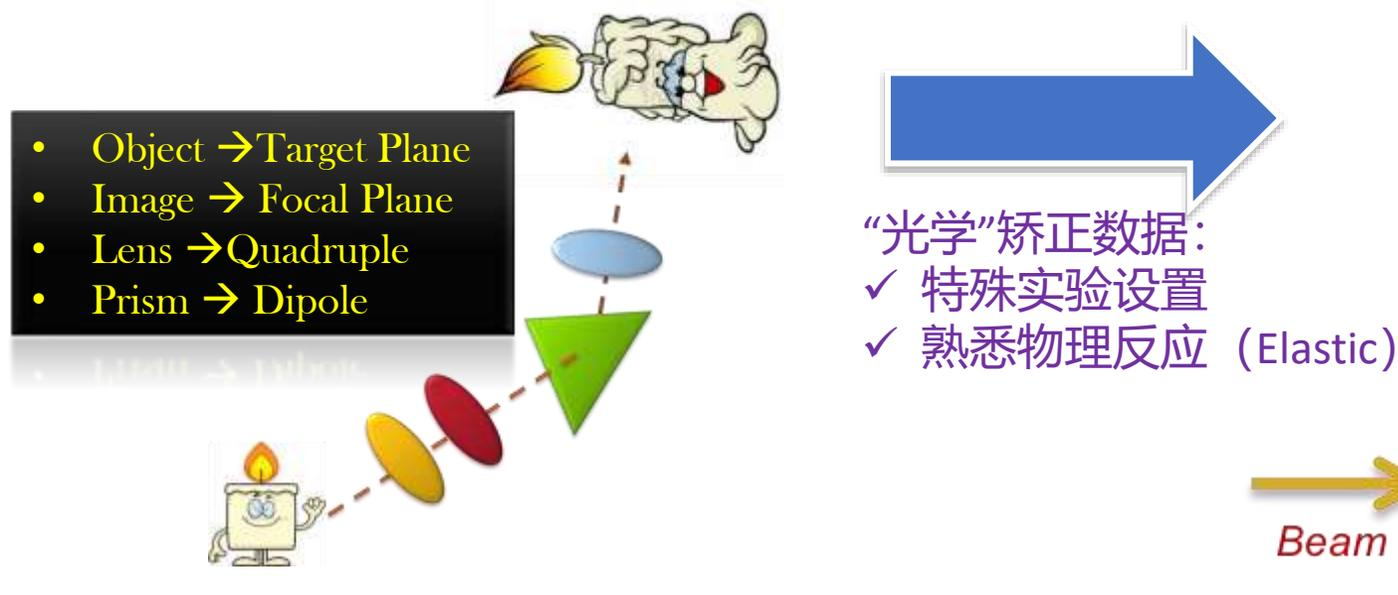 • Object →Target Plane
• Image → Focal Plane
• Lens →Quadruple
• Prism → Dipole
“光学”矫正数据：
✓ 特殊实验设置
✓ 熟悉物理反应（Elastic）
Beam